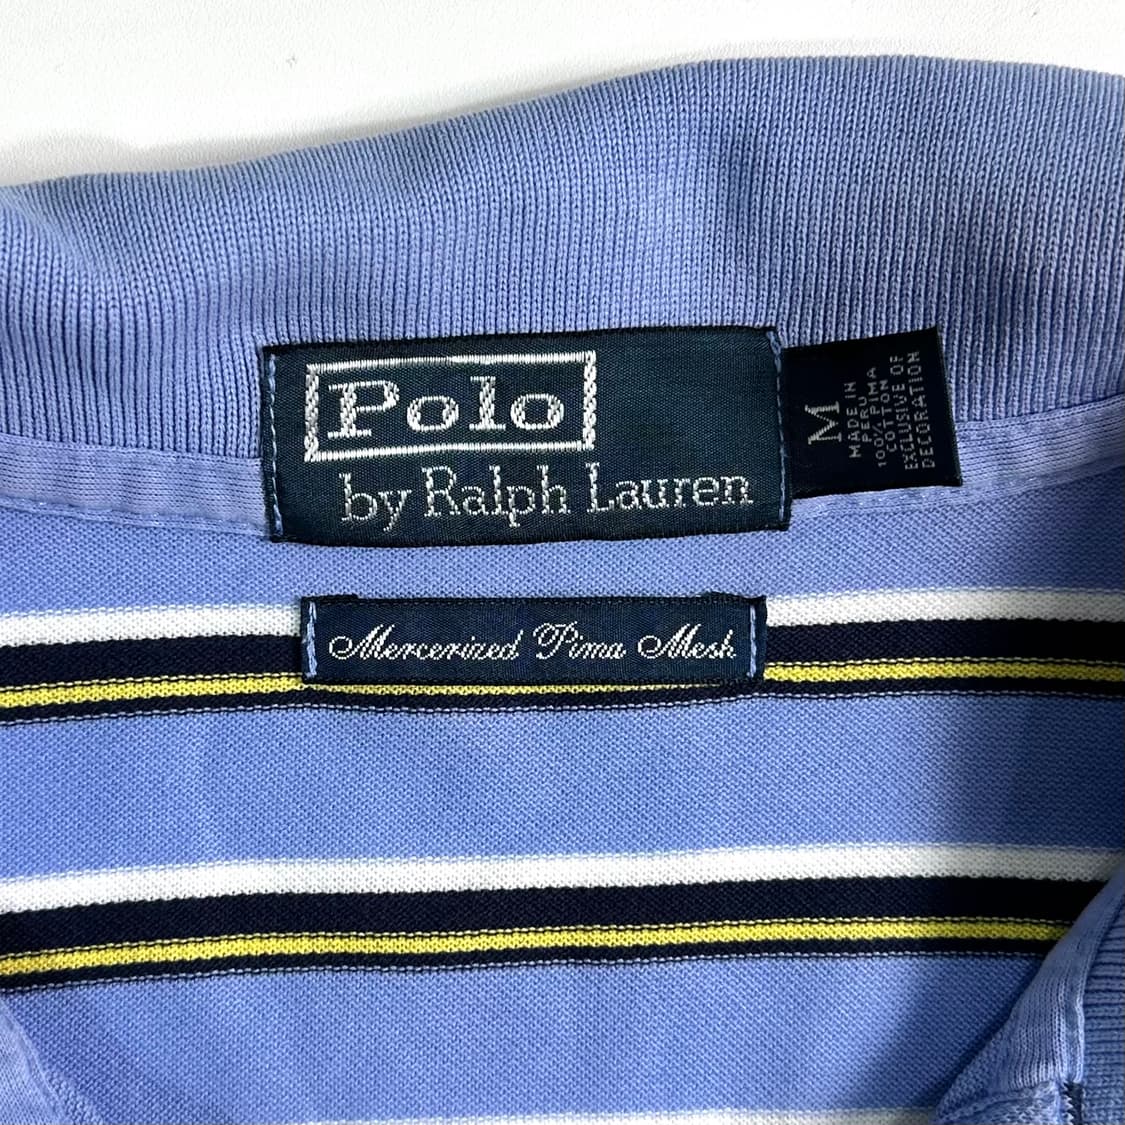 Polo
by Ralph Lauren
M
MADE IN
PERU
100% PIMA
COTTON
EXCLUSIVE OF
DECORATION
Mercerized Pima Mesh